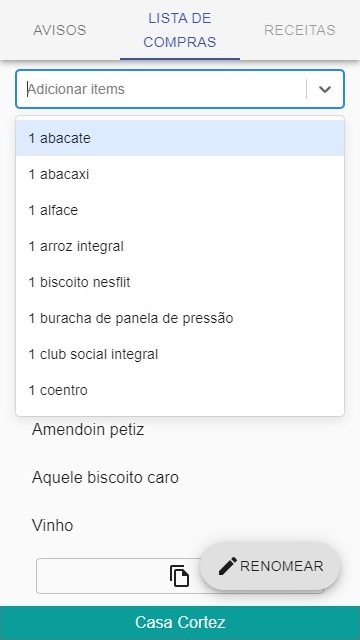 AVISOS
LISTA DE
COMPRAS
RECEITAS
Adicionar items
1 abacate
1 abacaxi
1 alface
1 arroz integral
1 biscoito nesflit
1 buracha de panela de pressão
1 club social integral
1 coentro
Amendoin petiz
Aquele biscoito caro
Vinho
RENOMEAR
Casa Cortez